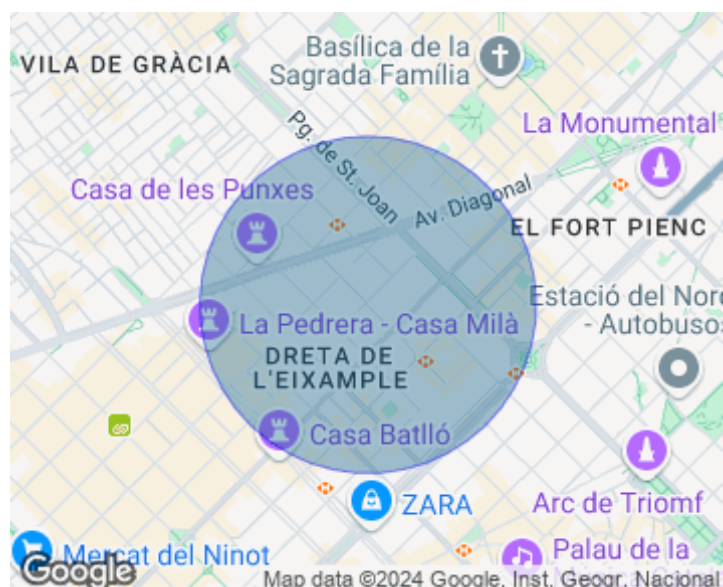 Basílica de la
Sagrada Família
VILA DE GRÀCIA
La Monumental
Pg. de St. Joan
Casa de les Punxes
Av. Diagonal
EL FORT PIENC
Estació del Nord
- Autobusos
La Pedrera - Casa Milà
DRETA DE
L'EIXAMPLE
Casa Batlló
ZARA
Arc de Triomf
Mercat del Ninot
Palau de la
Google
Map data ©2024 Google, Inst. Geogr. Nacional